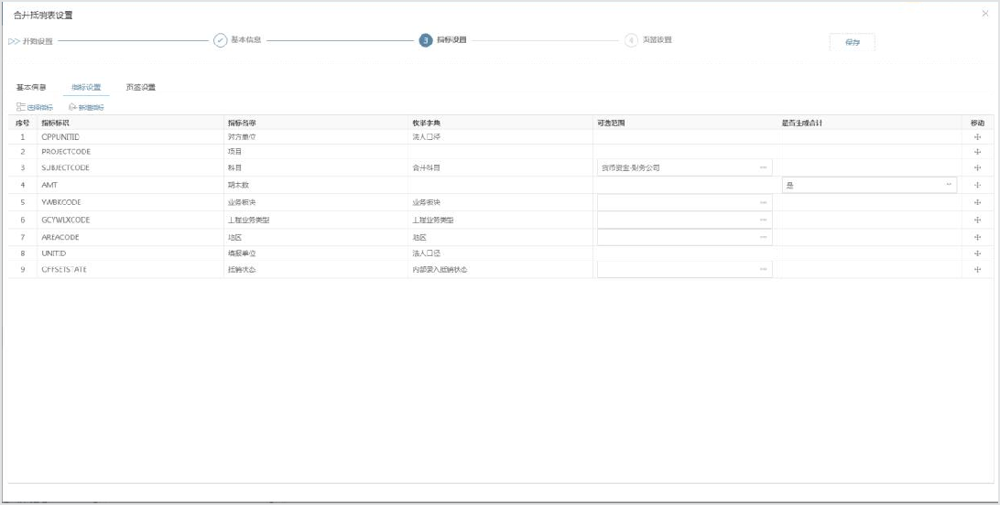 合并抵销表设置
开始设置 基本信息 3 指标设置 4 页签设置 保存
基本信息 指标设置 页签设置
选择指标 新增指标
序号 指标标识 指标名称 枚举字典 可选范围 是否生成合计 移动
1 OPPUNITID 对方单位 法人口径
2 PROJECTCODE 项目
3 SUBJECTCODE 科目 合并科目 货币资金-财务公司
4 AMT 期末数 是
5 YWBKCODE 业务板块 业务板块
6 GCYWLXCODE 工程业务类型 工程业务类型
7 AREACODE 地区 地区
8 UNITID 填报单位 法人口径
9 OFFSETSTATE 抵销状态 内部录入抵销状态